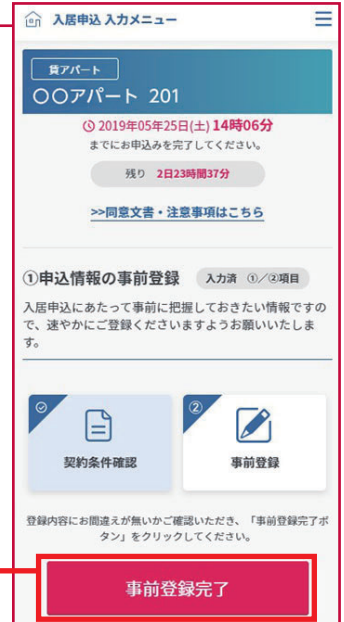 入居申込 入力メニュー
賃アパート
〇〇アパート 201
2019年05年25日(土) 14時06分
までにお申込みを完了してください。
残り 2日23時間37分
>>同意文書・注意事項はこちら
①申込情報の事前登録 入力済 ①／②項目
入居申込にあたって事前に把握しておきたい情報ですの
で、速やかにご登録くださいますようお願いいたしま
す。
②
契約条件確認 事前登録
登録内容にお間違えが無いかご確認いただき、「事前登録完了ボ
タン」をクリックしてください。
事前登録完了